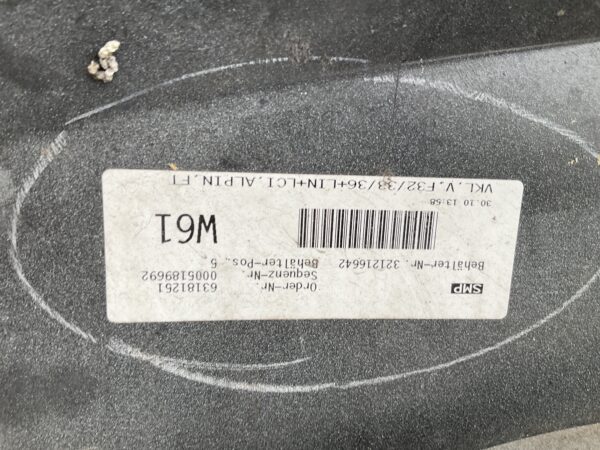 SMP
Order-Nr. 63181251
Sequenz-Nr. 0005189692
Behälter-Nr. 321216642 Behälter-Pos.. 5
W61
30.10 13:58
VKL.V.F32/33/36+LIN+LCI.ALPIN.FI